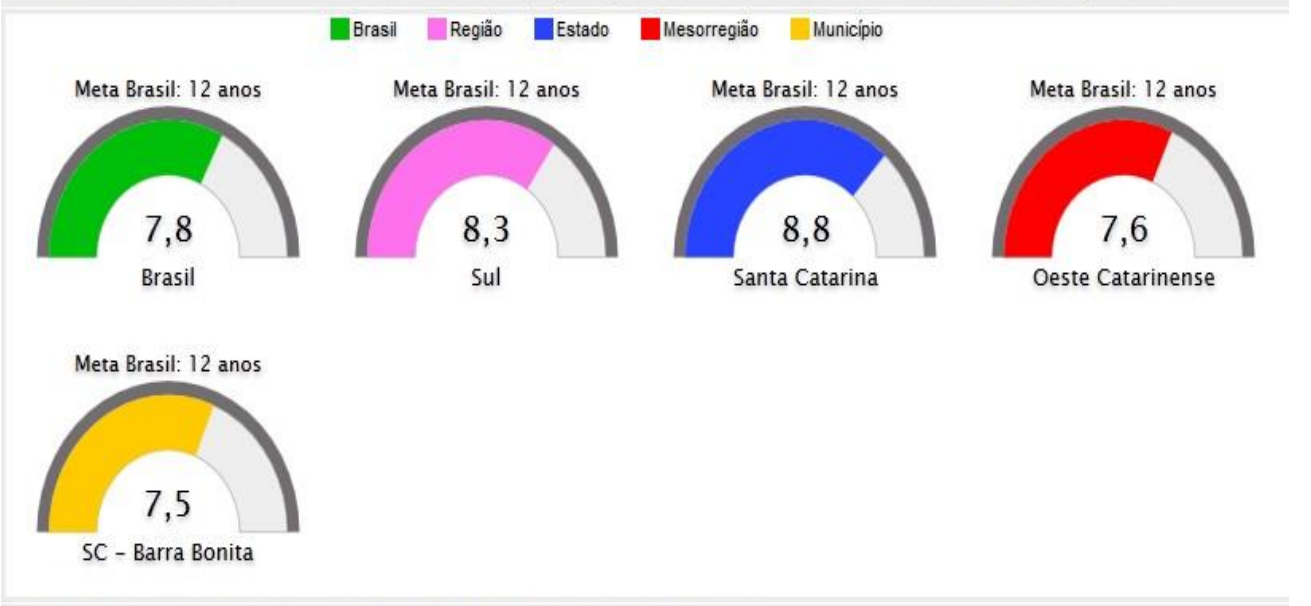 Brasil Região Estado Mesorregião Município
Meta Brasil: 12 anos Meta Brasil: 12 anos Meta Brasil: 12 anos Meta Brasil: 12 anos
7,8 8,3 8,8 7,6
Brasil Sul Santa Catarina Oeste Catarinense
Meta Brasil: 12 anos
7,5
SC – Barra Bonita